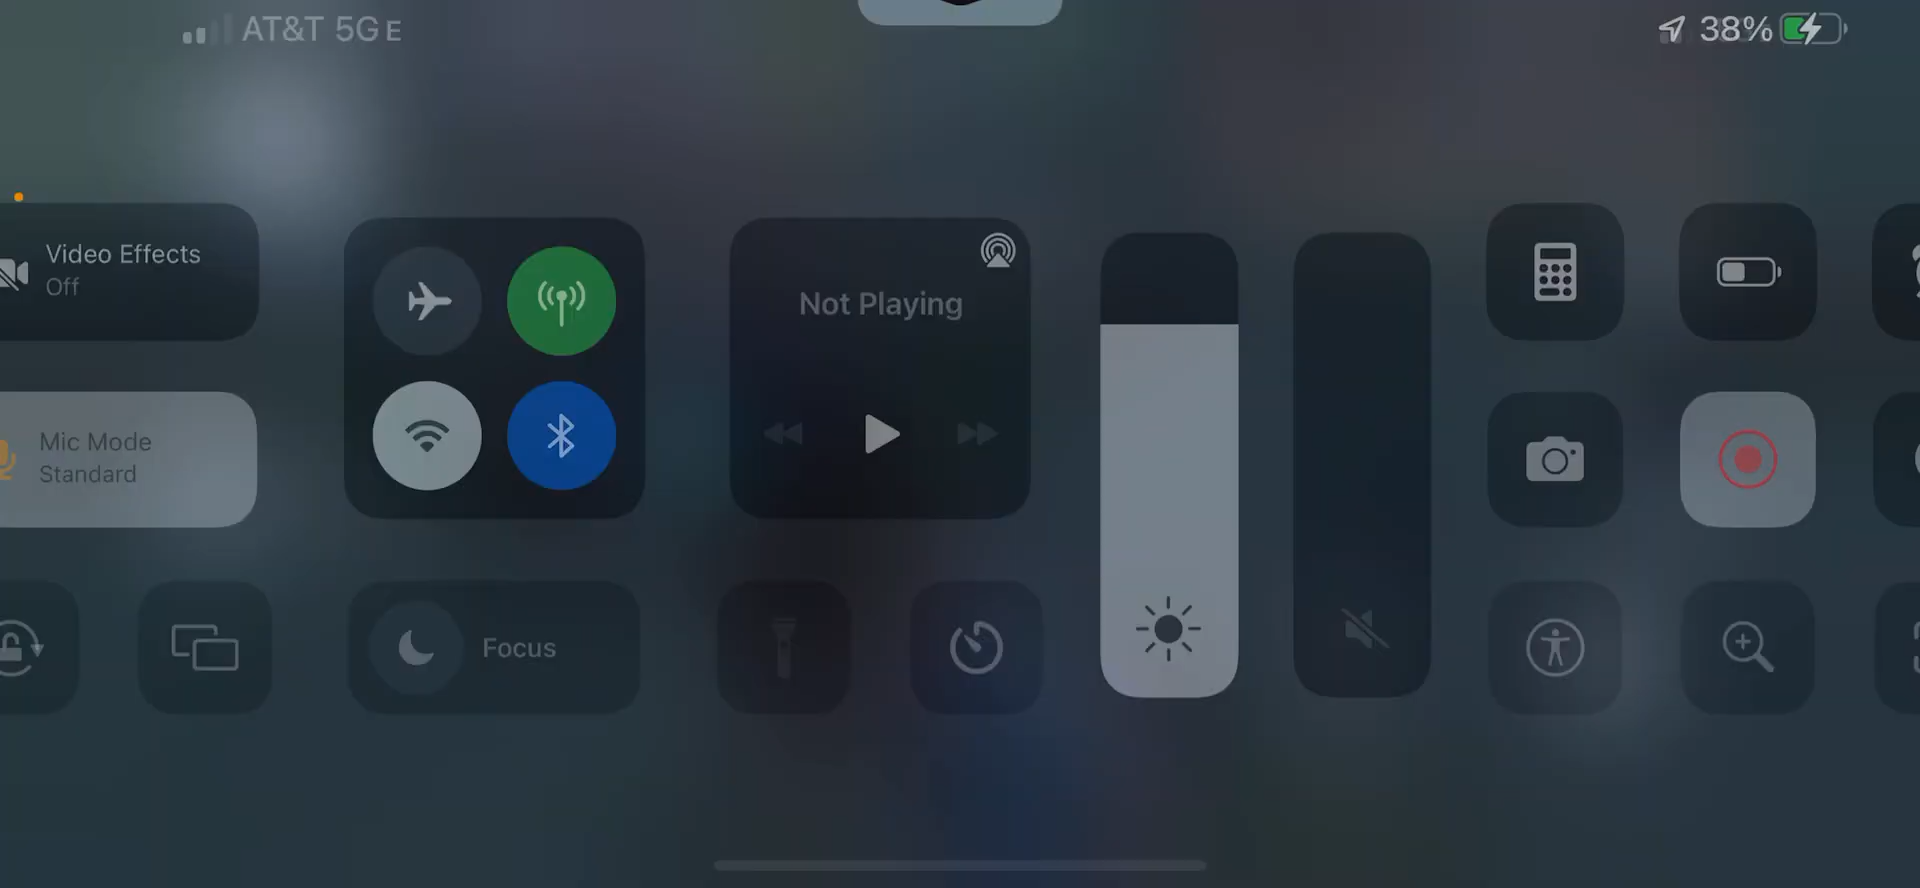 AT&T 5G E
38%
Video Effects
Off
Not Playing
Mic Mode
Standard
Focus